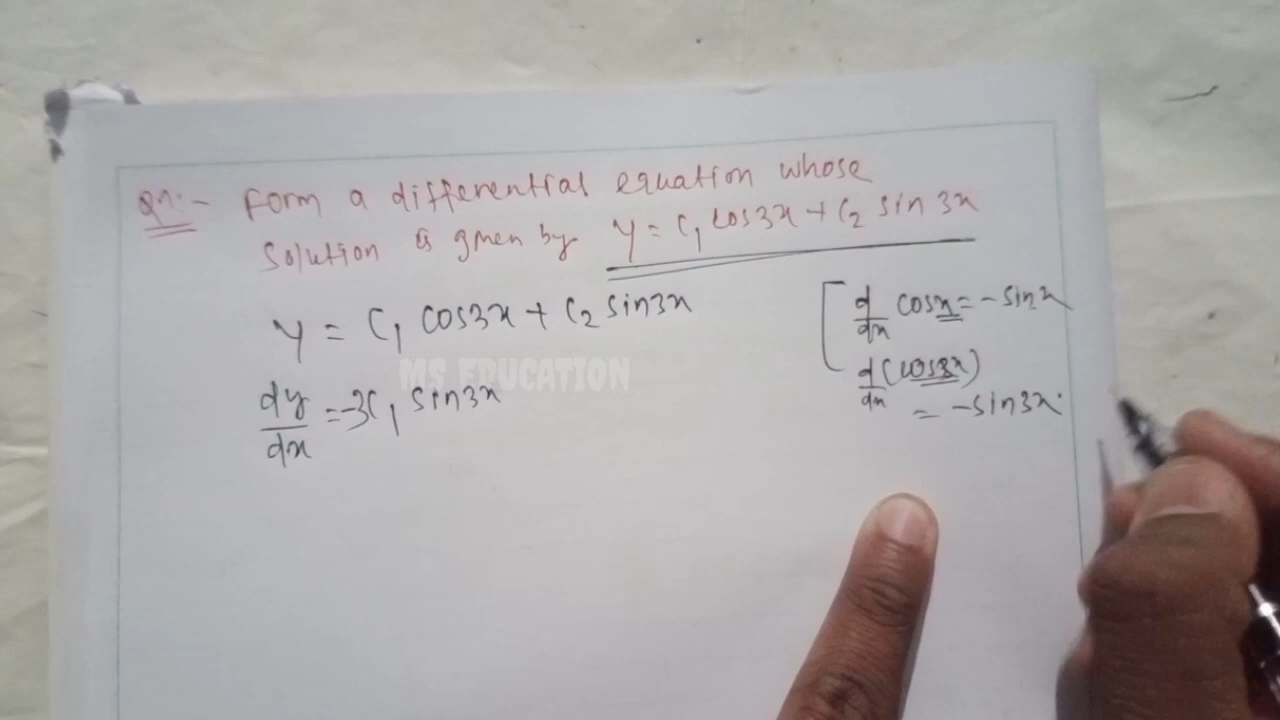 Qn:- Form a differential equation whose
solution is given by y = C₁ cos3x + C₂ sin 3x
y = C₁ cos3x + C₂ sin3x
d/dx cosx = - sinx
MS EDUCATION
dy/dx = -3C₁ sin3x
d/dx (cos3x)
= - sin3x.